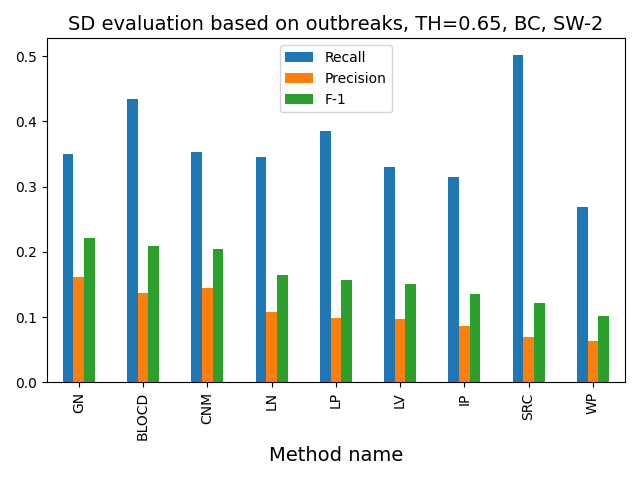 SD evaluation based on outbreaks, TH=0.65, BC, SW-2
Recall
Precision
F-1
0.5
0.4
0.3
0.2
0.1
0.0
GN
BLOCD
CNM
LN
LP
LV
IP
SRC
WP
Method name